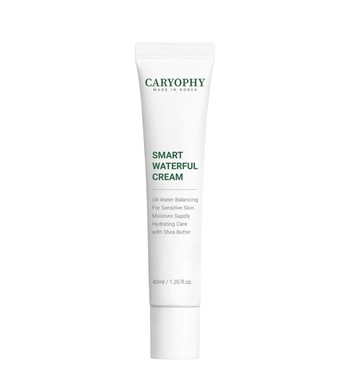 CARYOPHY
MADE IN KOREA
SMART
WATERFUL
CREAM
Oil-Water Balancing
For Sensitive Skin
Moisture Supply
Hydrating Care
with Shea Butter
40ml / 1.35 fl.oz.